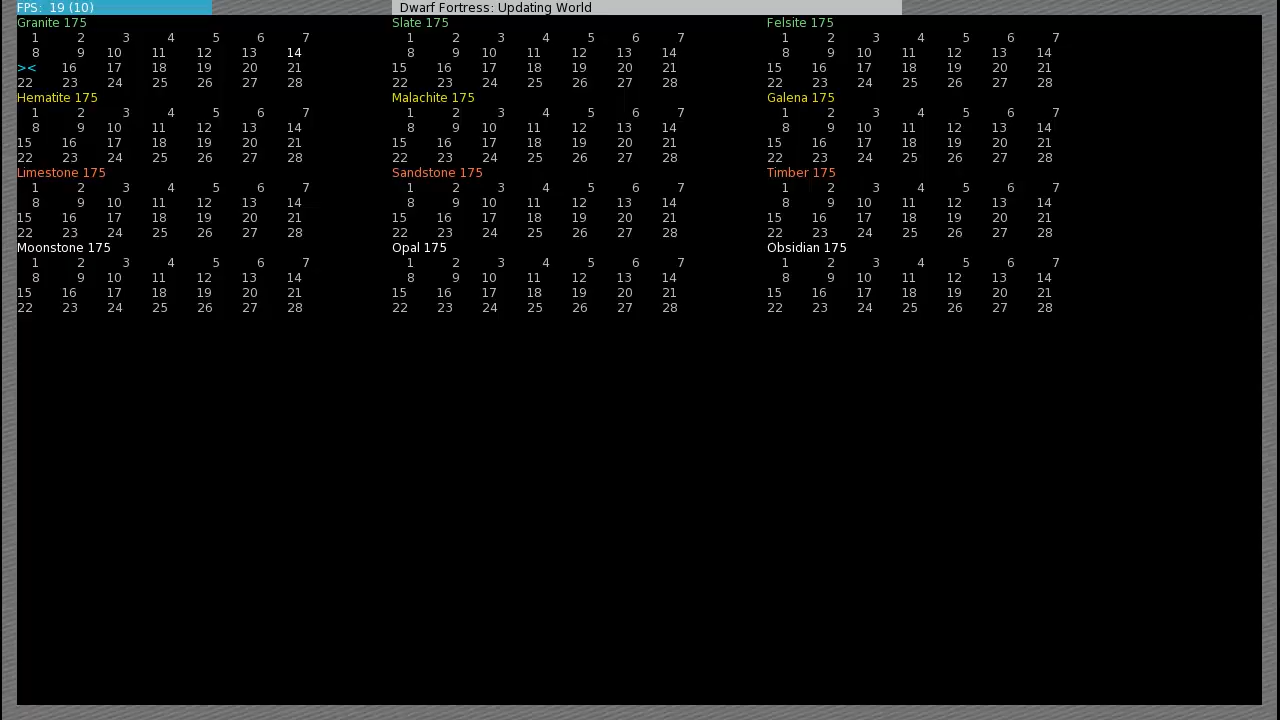 FPS: 19 (10) Dwarf Fortress: Updating World
Granite 175 Slate 175 Felsite 175
1 2 3 4 5 6 7 1 2 3 4 5 6 7 1 2 3 4 5 6 7
8 9 10 11 12 13 14 8 9 10 11 12 13 14 8 9 10 11 12 13 14
>< 16 17 18 19 20 21 15 16 17 18 19 20 21 15 16 17 18 19 20 21
22 23 24 25 26 27 28 22 23 24 25 26 27 28 22 23 24 25 26 27 28
Hematite 175 Malachite 175 Galena 175
1 2 3 4 5 6 7 1 2 3 4 5 6 7 1 2 3 4 5 6 7
8 9 10 11 12 13 14 8 9 10 11 12 13 14 8 9 10 11 12 13 14
15 16 17 18 19 20 21 15 16 17 18 19 20 21 15 16 17 18 19 20 21
22 23 24 25 26 27 28 22 23 24 25 26 27 28 22 23 24 25 26 27 28
Limestone 175 Sandstone 175 Timber 175
1 2 3 4 5 6 7 1 2 3 4 5 6 7 1 2 3 4 5 6 7
8 9 10 11 12 13 14 8 9 10 11 12 13 14 8 9 10 11 12 13 14
15 16 17 18 19 20 21 15 16 17 18 19 20 21 15 16 17 18 19 20 21
22 23 24 25 26 27 28 22 23 24 25 26 27 28 22 23 24 25 26 27 28
Moonstone 175 Opal 175 Obsidian 175
1 2 3 4 5 6 7 1 2 3 4 5 6 7 1 2 3 4 5 6 7
8 9 10 11 12 13 14 8 9 10 11 12 13 14 8 9 10 11 12 13 14
15 16 17 18 19 20 21 15 16 17 18 19 20 21 15 16 17 18 19 20 21
22 23 24 25 26 27 28 22 23 24 25 26 27 28 22 23 24 25 26 27 28